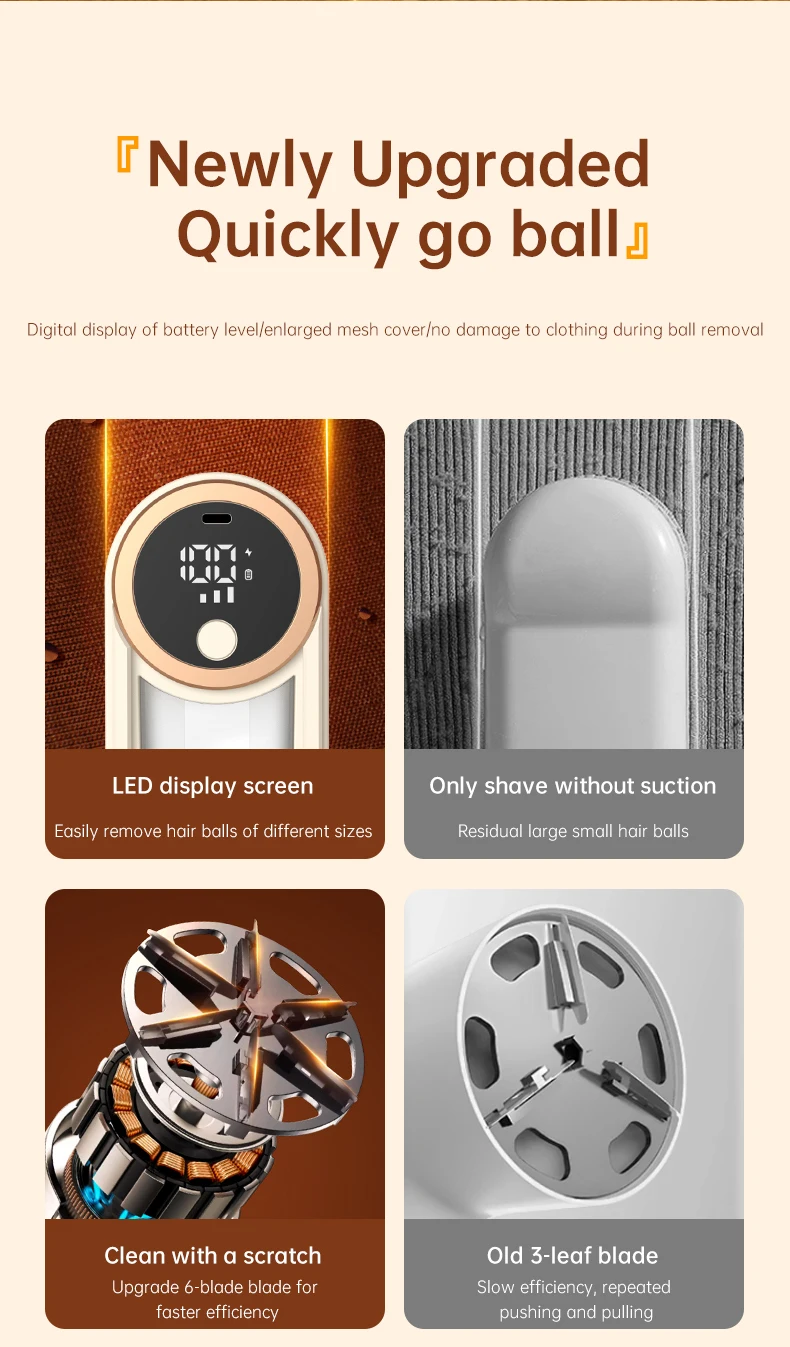 『Newly Upgraded
Quickly go ball』
Digital display of battery level/enlarged mesh cover/no damage to clothing during ball removal
100
LED display screen
Easily remove hair balls of different sizes
Only shave without suction
Residual large small hair balls
Clean with a scratch
Upgrade 6-blade blade for
faster efficiency
Old 3-leaf blade
Slow efficiency, repeated
pushing and pulling